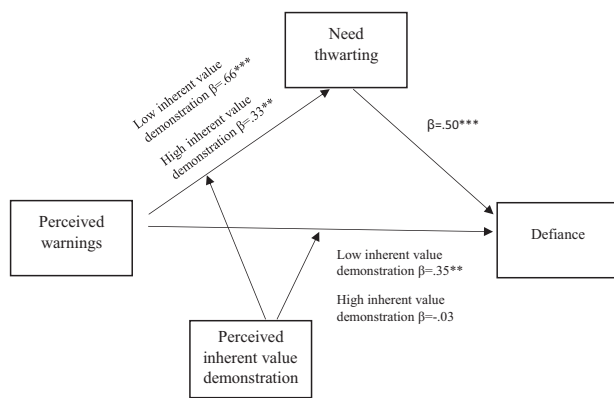 Need
thwarting
Low inherent value
demonstration β=.66***
High inherent value
demonstration β=.33**
β=.50***
Perceived
warnings
Defiance
Low inherent value
demonstration β=.35**
High inherent value
demonstration β=-.03
Perceived
inherent value
demonstration